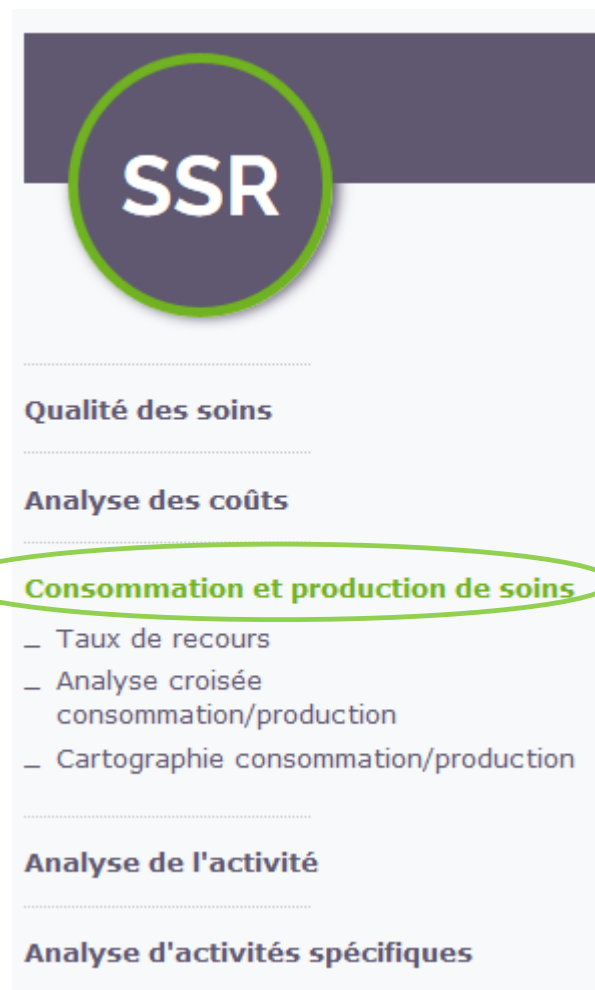 SSR
Qualité des soins
Analyse des coûts
Consommation et production de soins
_ Taux de recours
_ Analyse croisée
consommation/production
_ Cartographie consommation/production
Analyse de l'activité
Analyse d'activités spécifiques